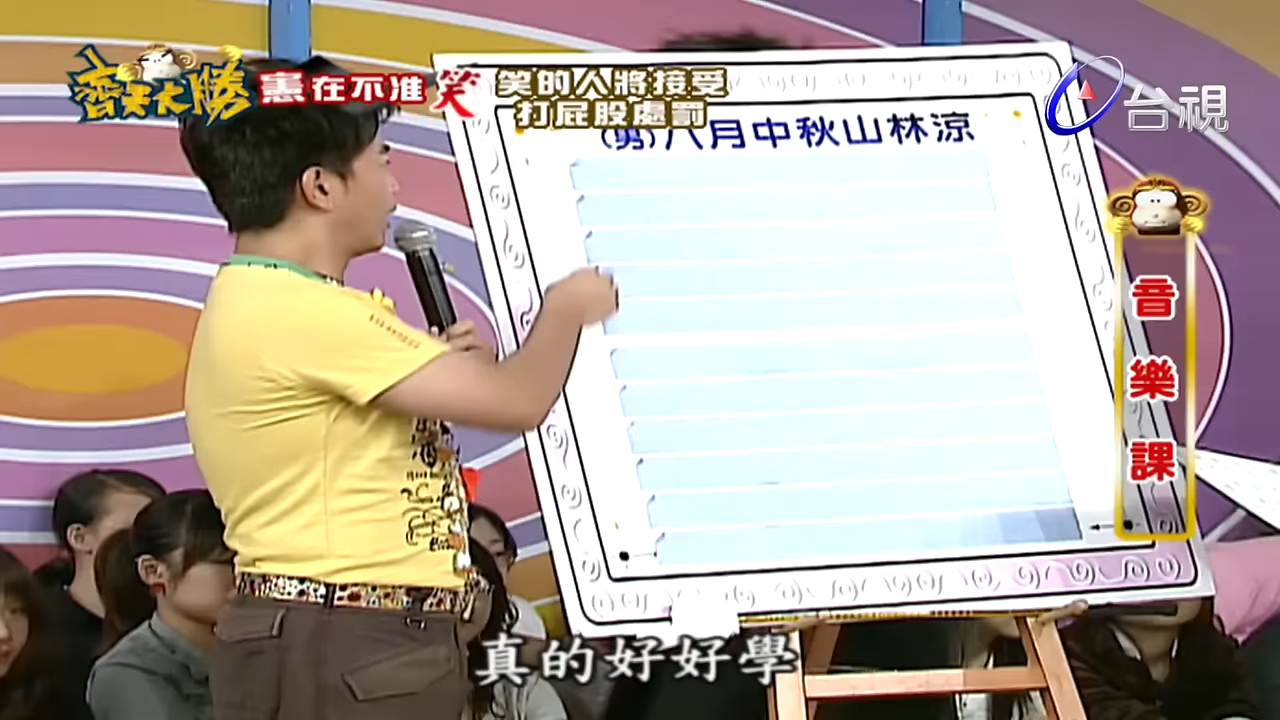 齊天大勝
憲在不准笑
笑的人將接受
打屁股處罰
台視
(男)八月中秋山林涼
音樂課
真的好好學